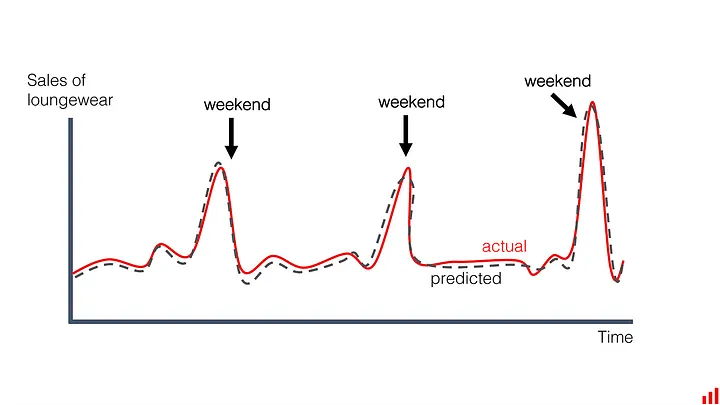 Sales of
loungewear
weekend
weekend
weekend
actual
predicted
Time